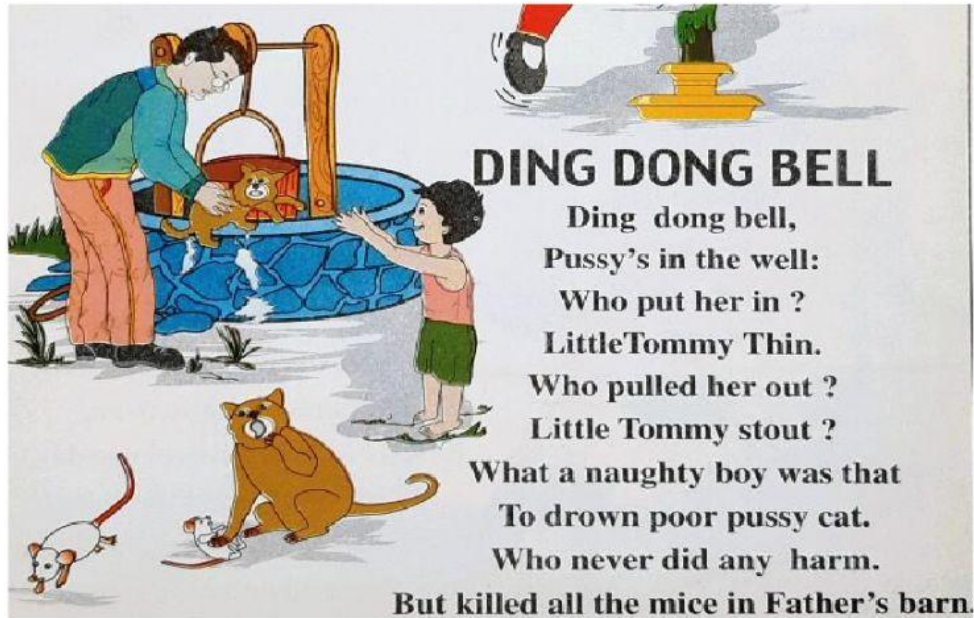 DING DONG BELL
Ding dong bell,
Pussy's in the well:
Who put her in ?
LittleTommy Thin.
Who pulled her out ?
Little Tommy stout ?
What a naughty boy was that
To drown poor pussy cat.
Who never did any harm.
But killed all the mice in Father's barn.